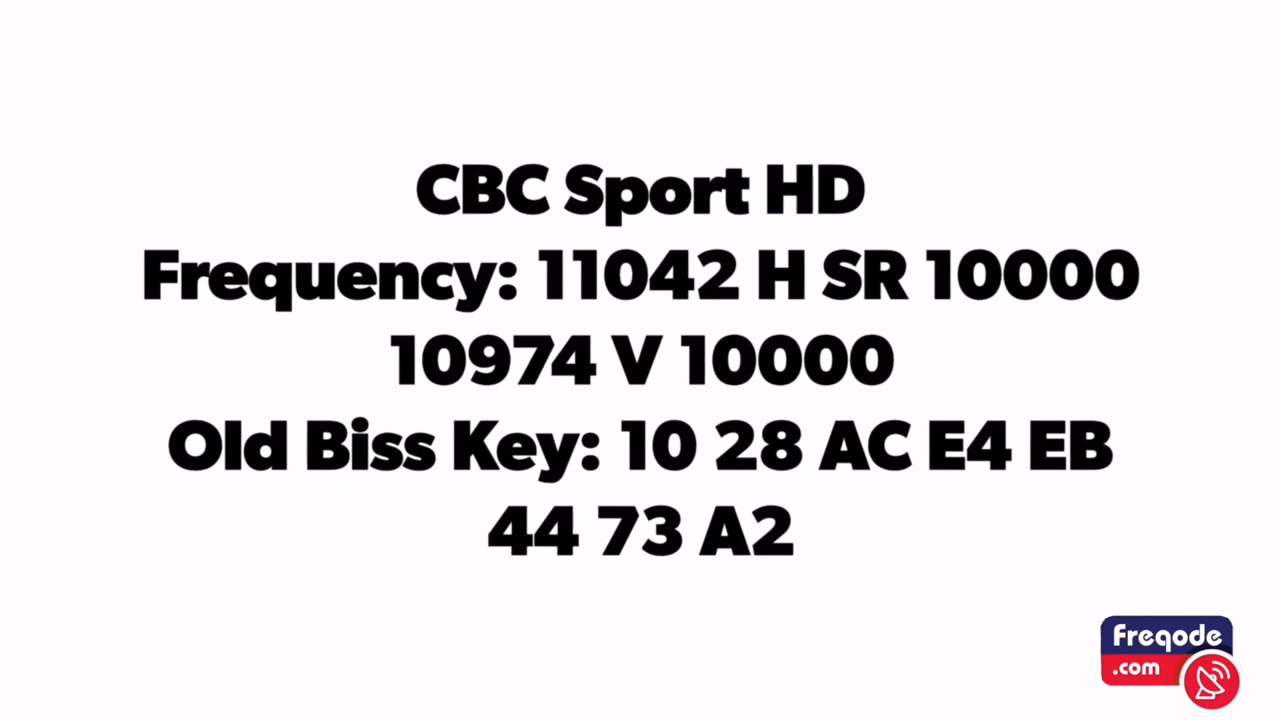 CBC Sport HD
Frequency: 11042 H SR 10000
10974 V 10000
Old Biss Key: 10 28 AC E4 EB
44 73 A2
Freqode
.com